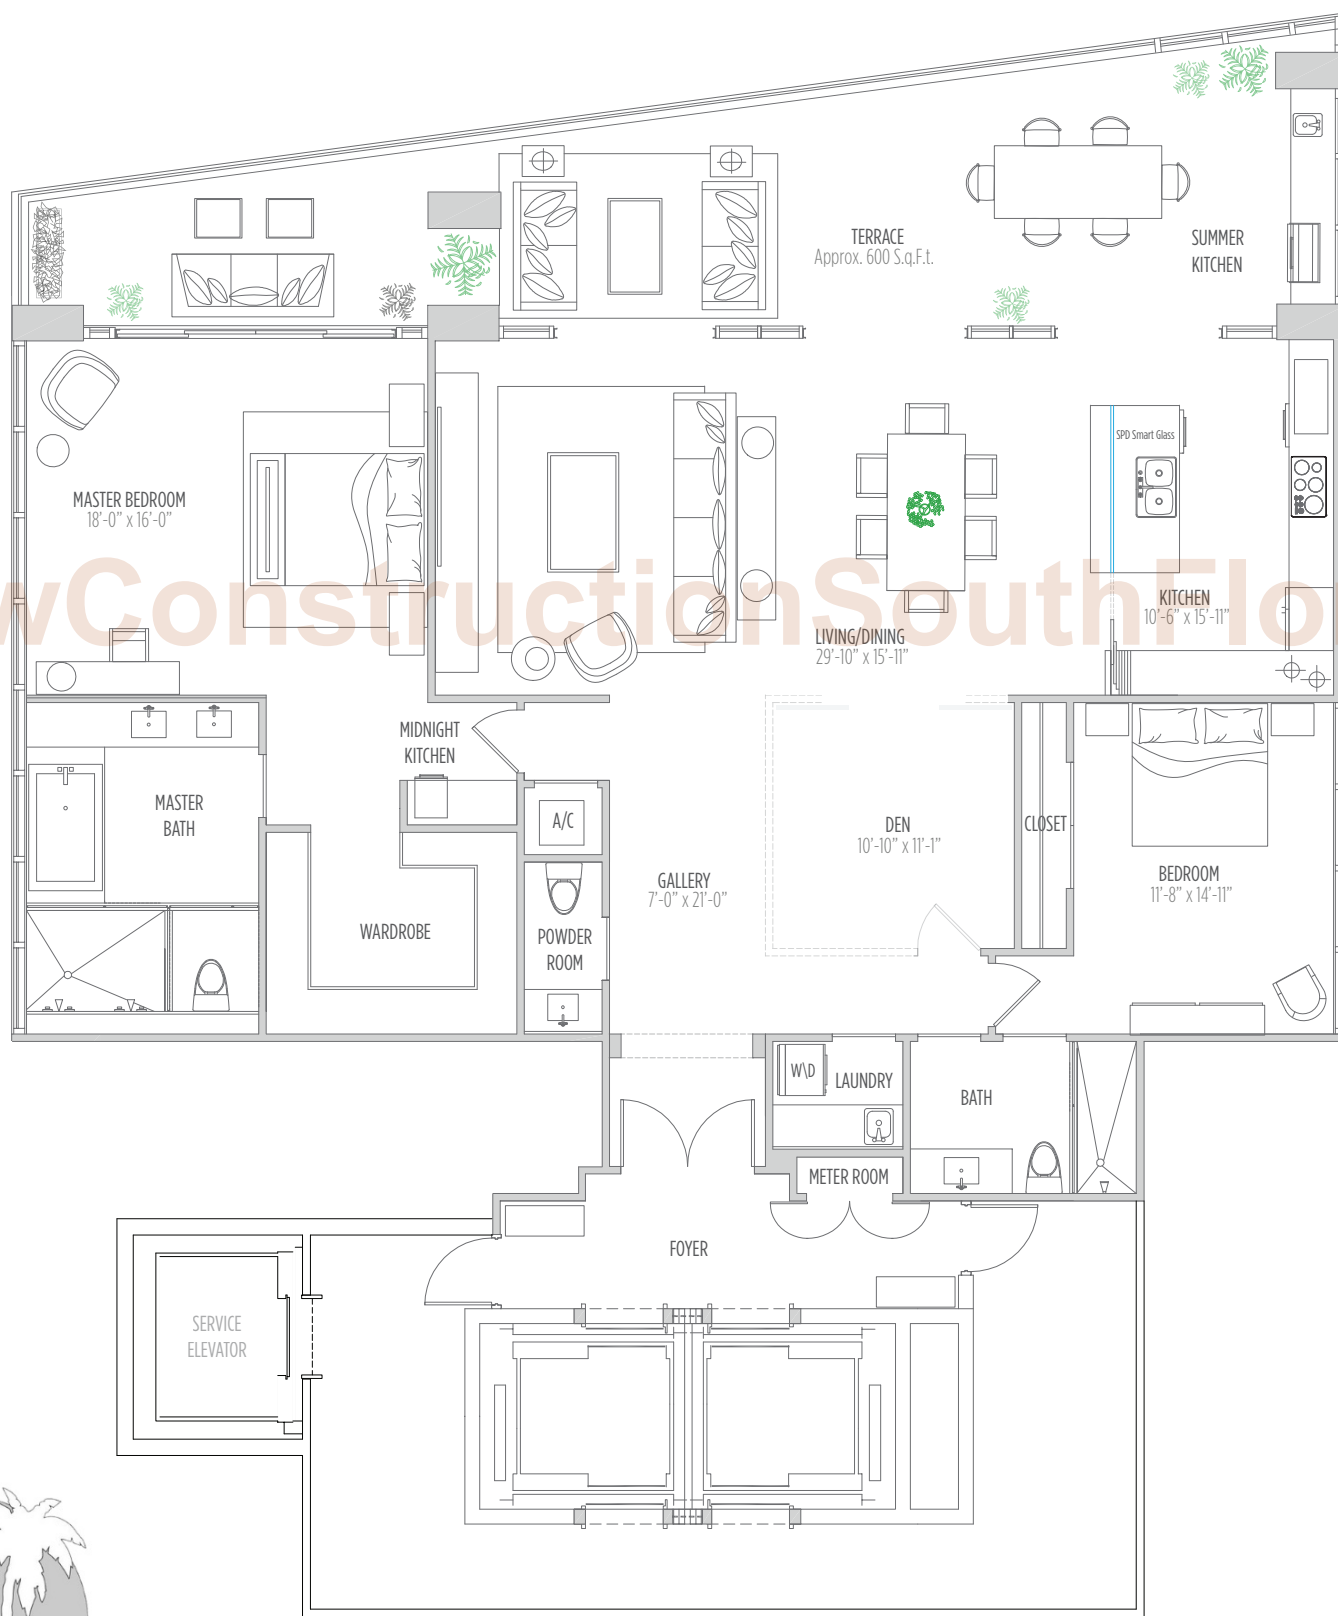 TERRACE
Approx. 600 S.q.F.t.
SUMMER
KITCHEN
SPD Smart Glass
MASTER BEDROOM
18'-0" x 16'-0"
wConstructionSouthFlo
KITCHEN
10'-6" x 15'-11"
LIVING/DINING
29'-10" x 15'-11"
MIDNIGHT
KITCHEN
MASTER
BATH
A/C
DEN
10'-10" x 11'-1"
CLOSET
BEDROOM
11'-8" x 14'-11"
GALLERY
7'-0" x 21'-0"
WARDROBE
POWDER
ROOM
W\D
LAUNDRY
BATH
METER ROOM
FOYER
SERVICE
ELEVATOR